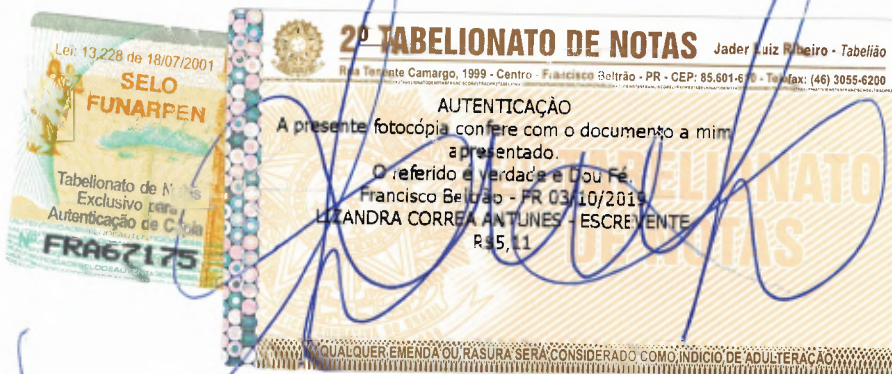 Lei: 13.228 de 18/07/2001
SELO
FUNARPEN
Tabelionato de Notas
Exclusivo para
Autenticação de Cópia
Nº FRA67175
2º TABELIONATO DE NOTAS Jader Luiz Ribeiro - Tabelião
Rua Tenente Camargo, 1999 - Centro - Francisco Beltrão - PR - CEP: 85.601-610 - Telefax: (46) 3055-6200
AUTENTICAÇÃO
A presente fotocópia confere com o documento a mim
apresentado.
O referido é verdade e Dou Fé.
Francisco Beltrão - PR 03/10/2019
LIZANDRA CORREA ANTUNES - ESCREVENTE
R$5,11
TABELIONATO
DE NOTAS
QUALQUER EMENDA OU RASURA SERÁ CONSIDERADO COMO INDÍCIO DE ADULTERAÇÃO